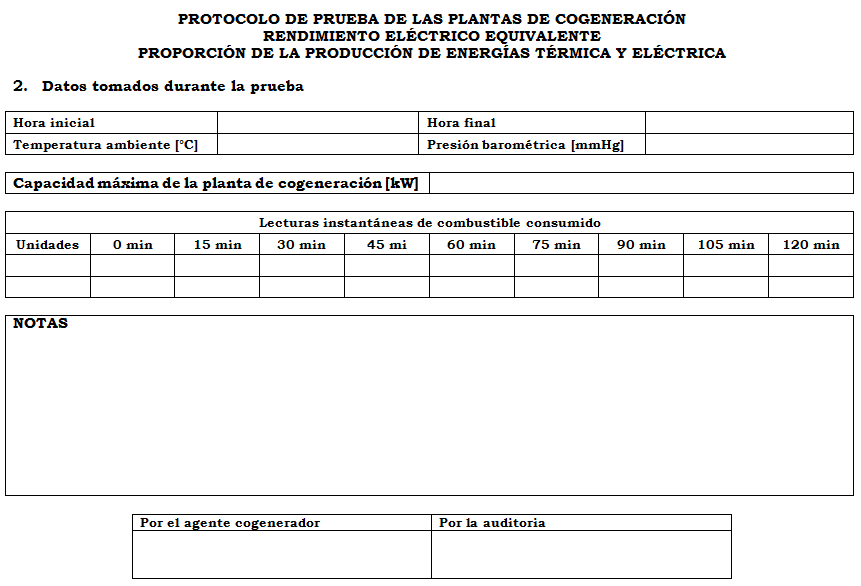 PROTOCOLO DE PRUEBA DE LAS PLANTAS DE COGENERACIÓN
RENDIMIENTO ELÉCTRICO EQUIVALENTE
PROPORCIÓN DE LA PRODUCCIÓN DE ENERGÍAS TÉRMICA Y ELÉCTRICA
2. Datos tomados durante la prueba
Hora inicial Hora final
Temperatura ambiente [°C] Presión barométrica [mmHg]
Capacidad máxima de la planta de cogeneración [kW]
Lecturas instantáneas de combustible consumido
Unidades 0 min 15 min 30 min 45 mi 60 min 75 min 90 min 105 min 120 min
NOTAS
Por el agente cogenerador Por la auditoria